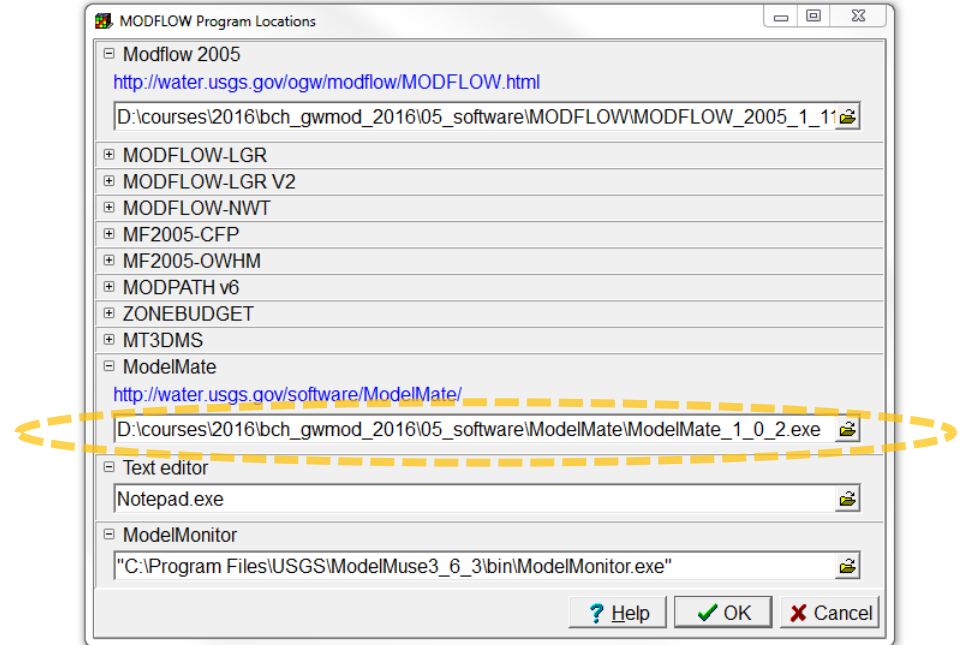 MODFLOW Program Locations
Modflow 2005
http://water.usgs.gov/ogw/modflow/MODFLOW.html
D:\courses\2016\bch_gwmod_2016\05_software\MODFLOW\MODFLOW_2005_1_11
MODFLOW-LGR
MODFLOW-LGR V2
MODFLOW-NWT
MF2005-CFP
MF2005-OWHM
MODPATH v6
ZONEBUDGET
MT3DMS
ModelMate
http://water.usgs.gov/software/ModelMate/
D:\courses\2016\bch_gwmod_2016\05_software\ModelMate\ModelMate_1_0_2.exe
Text editor
Notepad.exe
ModelMonitor
"C:\Program Files\USGS\ModelMuse3_6_3\bin\ModelMonitor.exe"
? Help OK Cancel